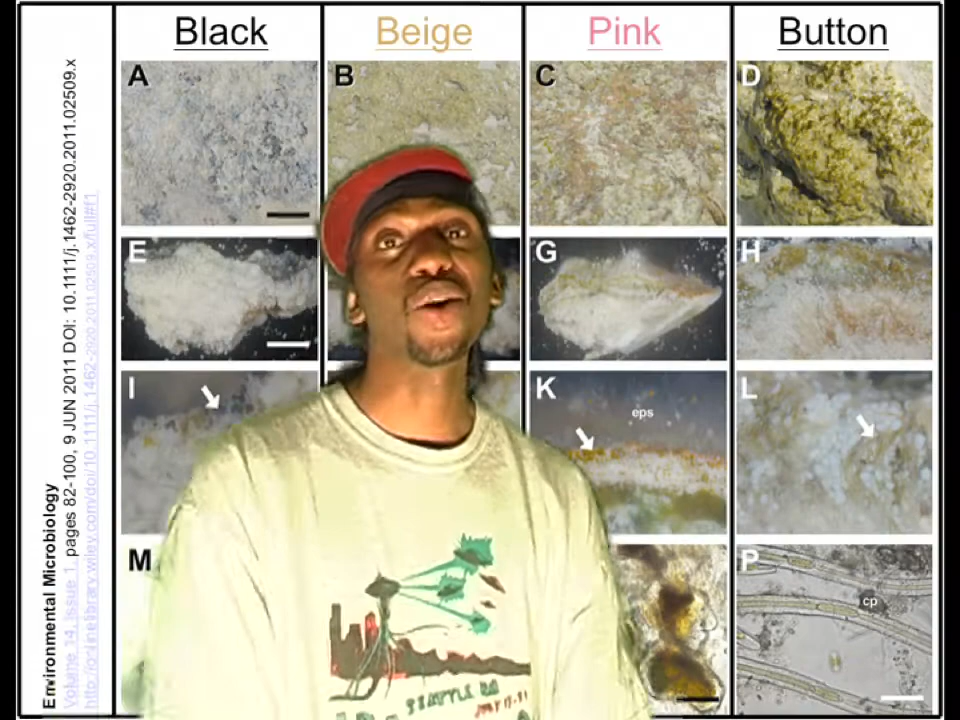 Black
Beige
Pink
Button
A
B
C
D
E
G
H
I
K
eps
L
M
P
cp
Environmental Microbiology
Volume 14, Issue 1, pages 82-100, 9 JUN 2011 DOI: 10.1111/j.1462-2920.2011.02509.x
http://onlinelibrary.wiley.com/doi/10.1111/j.1462-2920.2011.02509.x/full#f1
SEATTLE